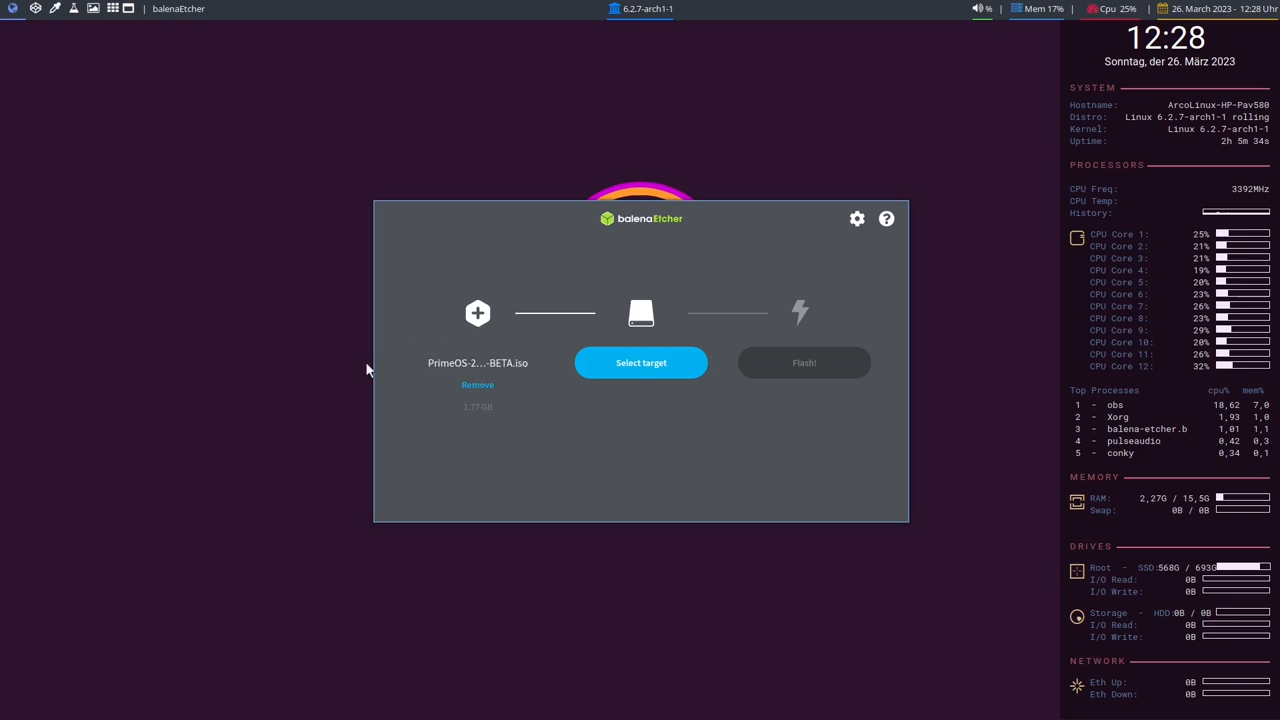 balenaEtcher
6.2.7-arch1-1
% | Mem 17% | Cpu 25% | 26. March 2023 - 12:28 Uhr
12:28
Sonntag, der 26. März 2023
SYSTEM
Hostname: ArcoLinux-HP-Pav580
Distro: Linux 6.2.7-arch1-1 rolling
Kernel: Linux 6.2.7-arch1-1
Uptime: 2h 5m 34s
PROCESSORS
CPU Freq: 3392MHz
CPU Temp:
History:
CPU Core 1: 25%
CPU Core 2: 21%
CPU Core 3: 21%
CPU Core 4: 19%
CPU Core 5: 20%
CPU Core 6: 23%
CPU Core 7: 26%
CPU Core 8: 23%
CPU Core 9: 29%
CPU Core 10: 20%
CPU Core 11: 26%
CPU Core 12: 32%
Top Processes cpu% mem%
1 - obs 18,62 7,0
2 - Xorg 1,93 1,0
3 - balena-etcher.b 1,01 1,1
4 - pulseaudio 0,42 0,3
5 - conky 0,34 0,1
MEMORY
RAM: 2,27G / 15,5G
Swap: 0B / 0B
DRIVES
Root - SSD:568G / 693G
I/O Read: 0B
I/O Write: 0B
Storage - HDD:0B / 0B
I/O Read: 0B
I/O Write: 0B
NETWORK
Eth Up: 0B
Eth Down: 0B
balenaEtcher
PrimeOS-2...-BETA.iso
Remove
1.77 GB
Select target
Flash!